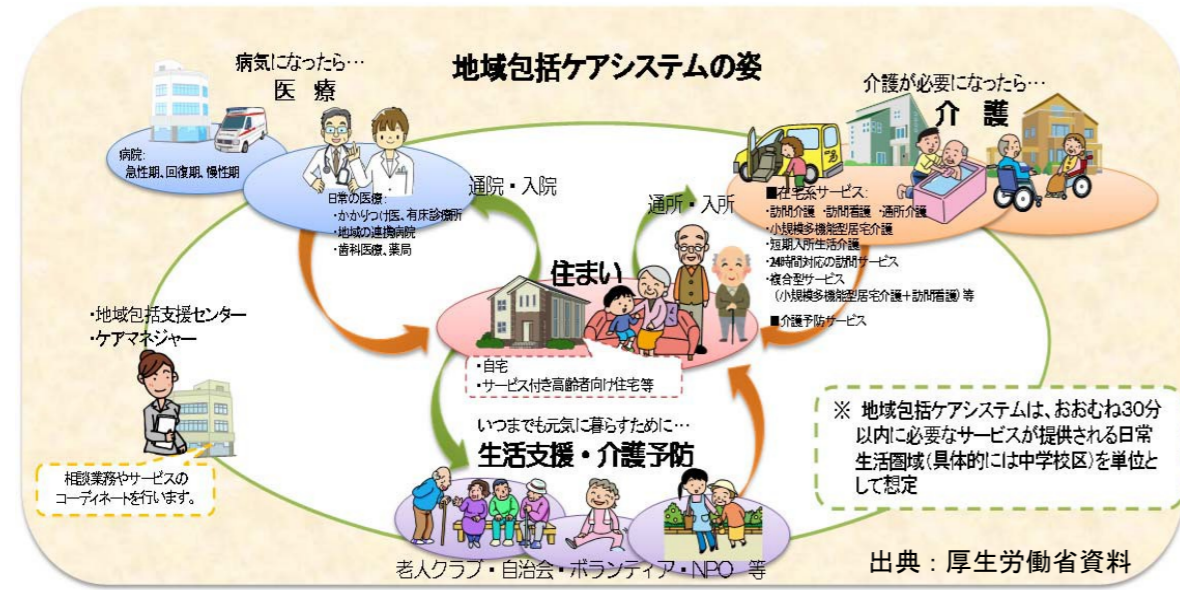 地域包括ケアシステムの姿
病気になったら…
医 療
病院:
急性期、回復期、慢性期
日常の医療:
・かかりつけ医、有床診療所
・地域の連携病院
・歯科医療、薬局
通院・入院
介護が必要になったら…
介 護
通所・入所
■在宅系サービス:
・訪問介護 ・訪問看護 ・通所介護
・小規模多機能型居宅介護
・短期入所生活介護
・24時間対応の訪問サービス
・複合型サービス
(小規模多機能型居宅介護+訪問看護)等
■介護予防サービス
住まい
・自宅
・サービス付き高齢者向け住宅等
・地域包括支援センター
・ケアマネジャー
相談業務やサービスの
コーディネートを行います。
いつまでも元気に暮らすために…
生活支援・介護予防
老人クラブ・自治会・ボランティア・NPO 等
※ 地域包括ケアシステムは、おおむね30分
以内に必要なサービスが提供される日常
生活圏域(具体的には中学校区)を単位と
して想定
出典：厚生労働省資料